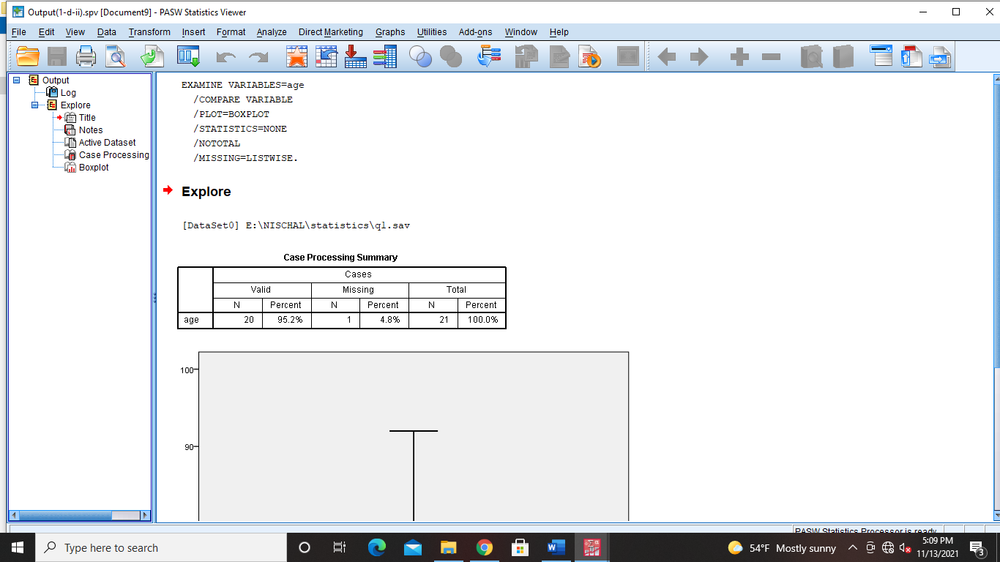 Output(1-d-ii).spv [Document9] - PASW Statistics Viewer
File Edit View Data Transform Insert Format Analyze Direct Marketing Graphs Utilities Add-ons Window Help
Output
Log
Explore
Title
Notes
Active Dataset
Case Processing
Boxplot
EXAMINE VARIABLES=age
/COMPARE VARIABLE
/PLOT=BOXPLOT
/STATISTICS=NONE
/NOTOTAL
/MISSING=LISTWISE.
Explore
[DataSet0] E:\NISCHAL\statistics\q1.sav
Case Processing Summary
Cases
Valid Missing Total
N Percent N Percent N Percent
age 20 95.2% 1 4.8% 21 100.0%
100
90
PASW Statistics Processor is ready
Type here to search
54°F Mostly sunny
5:09 PM
11/13/2021
3